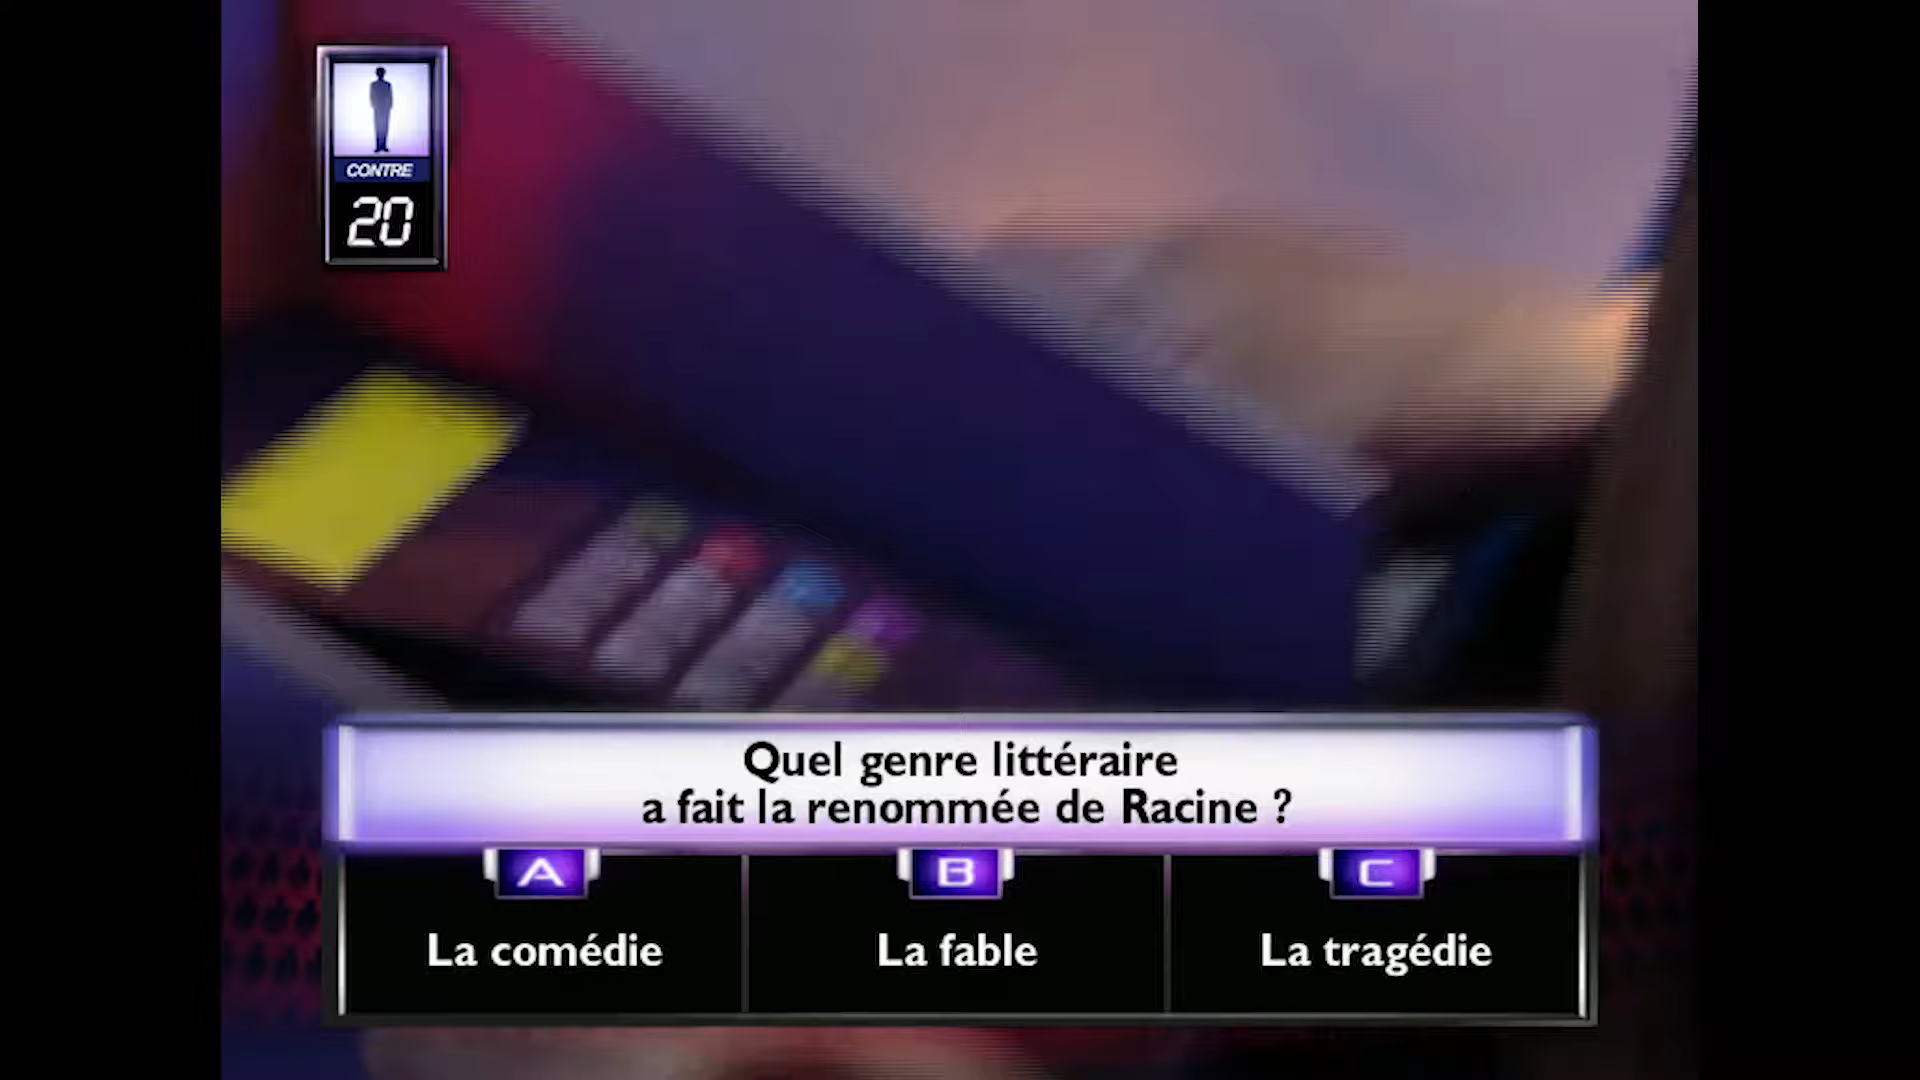 CONTRE
20
Quel genre littéraire
a fait la renommée de Racine ?
A
La comédie
B
La fable
C
La tragédie